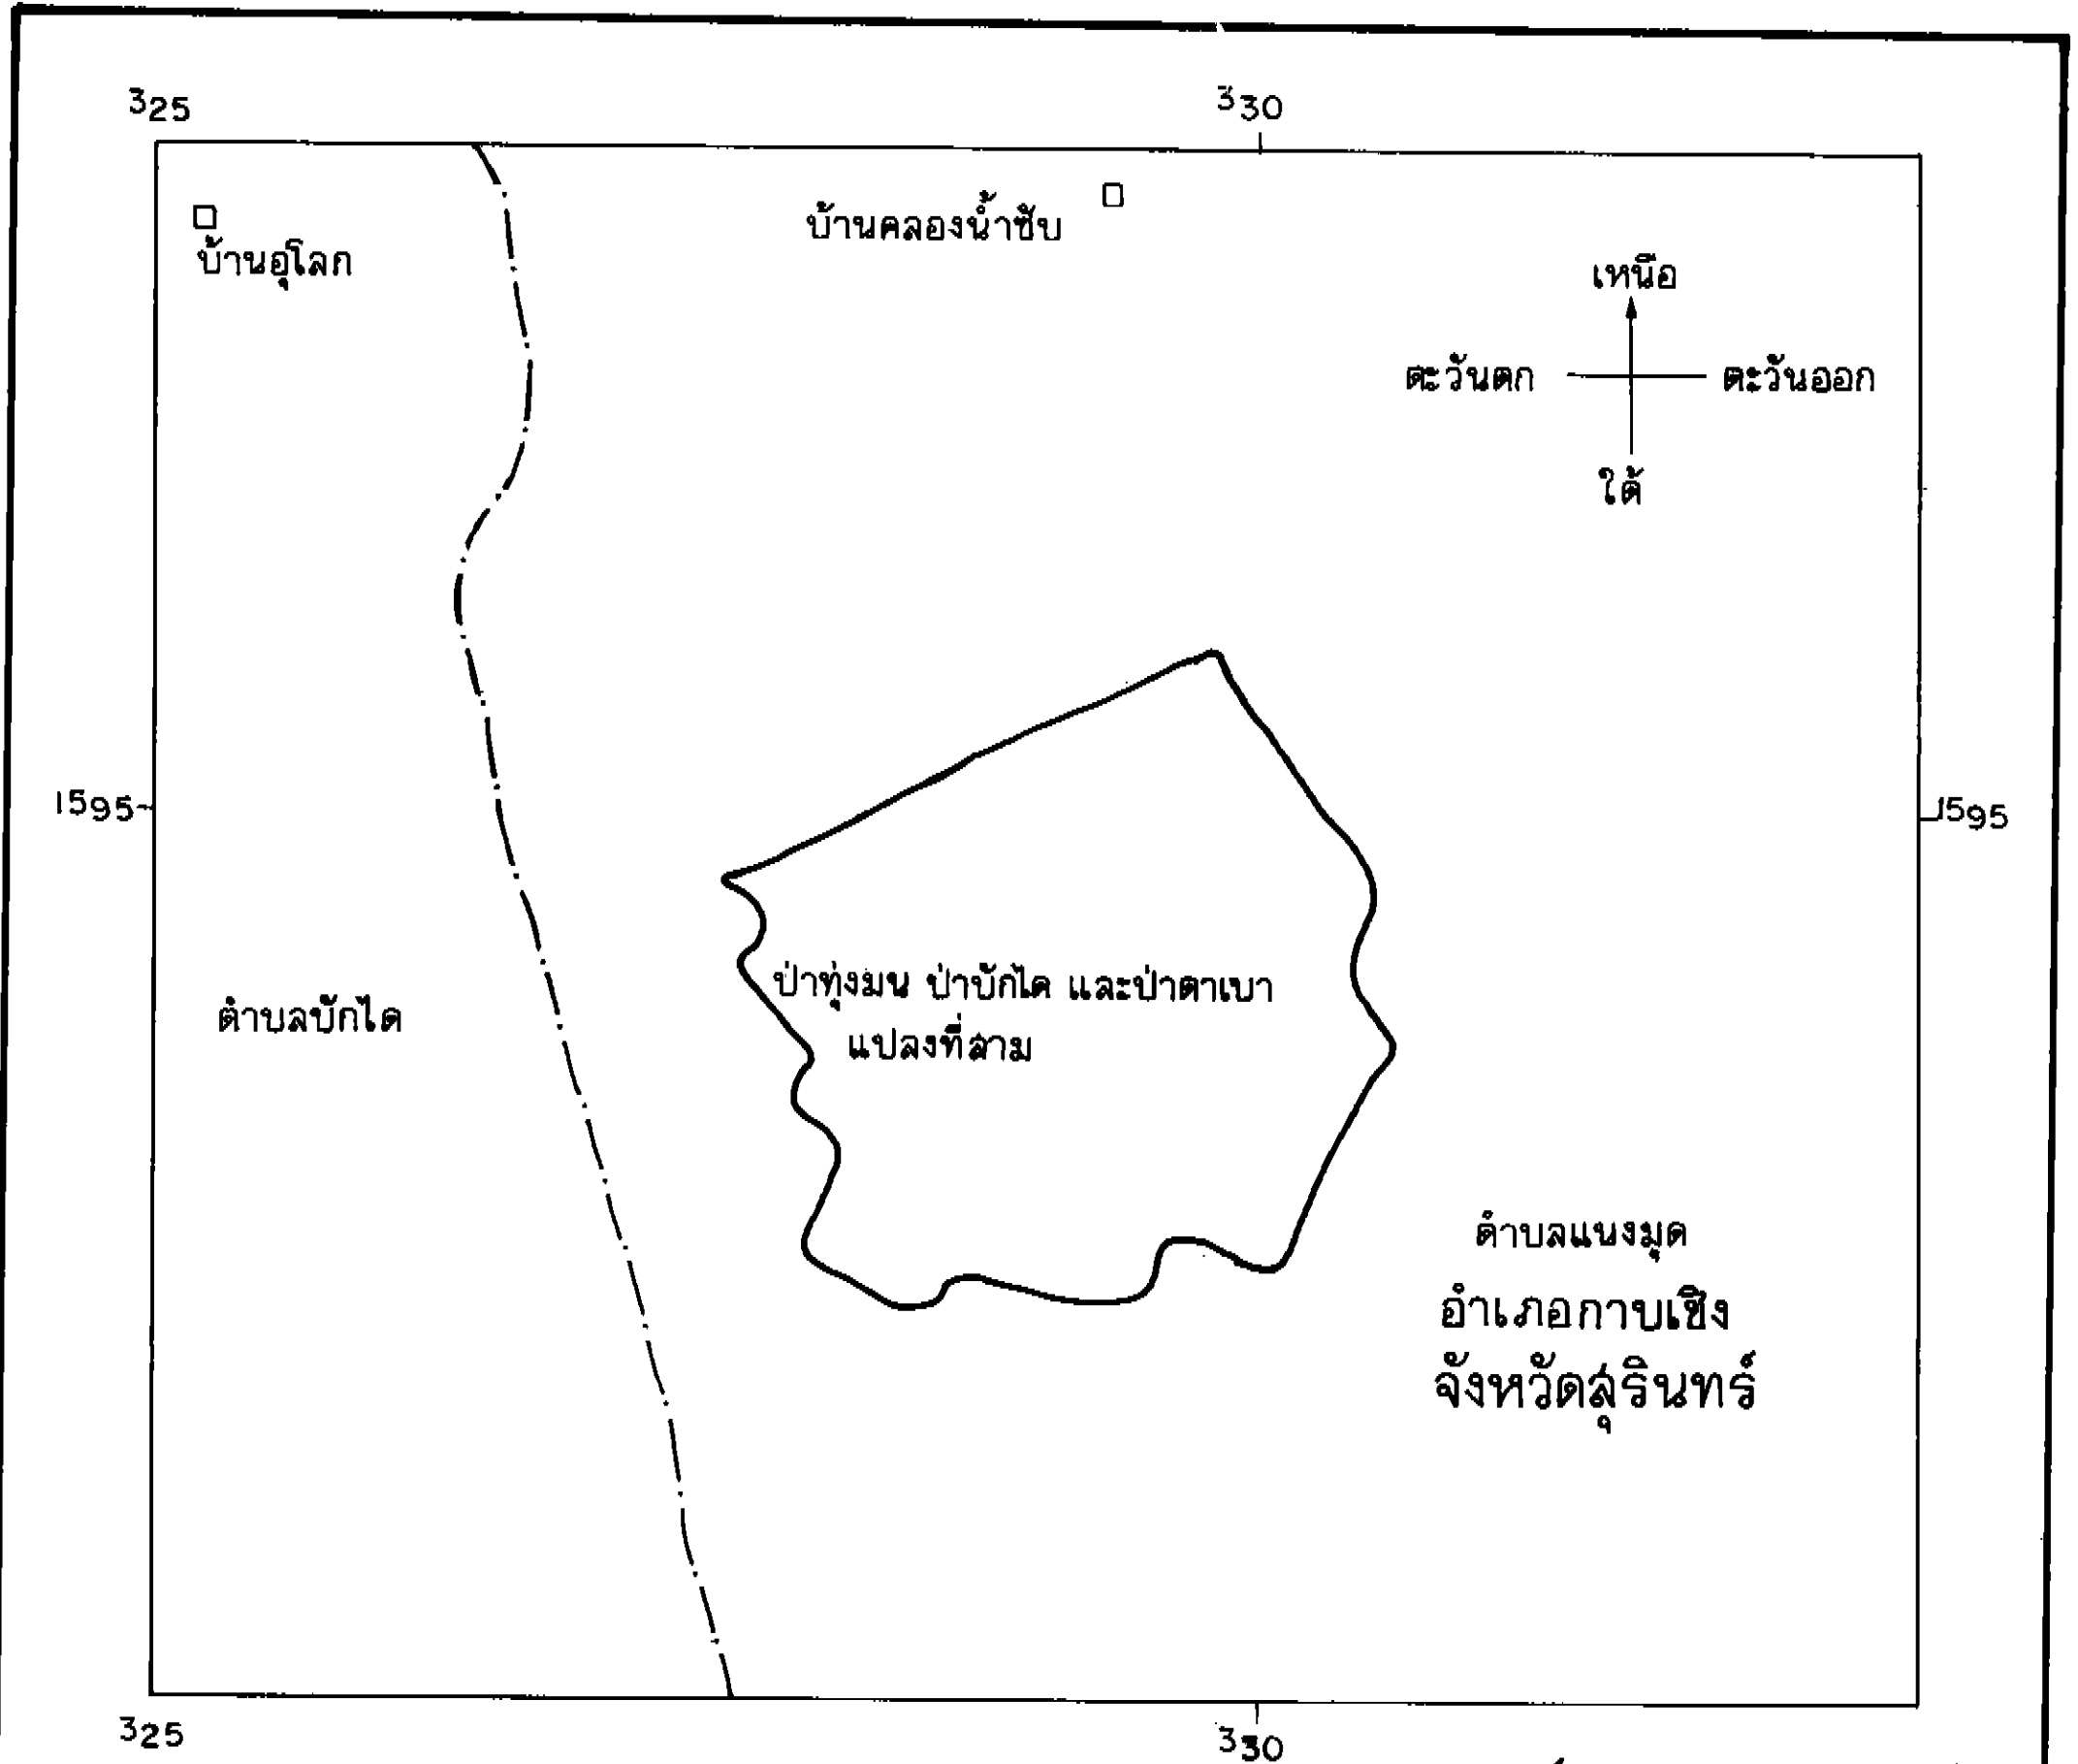 325 330
บ้านคลองน้ำซับ
บ้านอุโลก
เหนือ
ตะวันตก ตะวันออก
ใต้
1595 1595
ป่าทุ่งมน ป่าบักได และป่าตาเบา
แปลงที่สาม
ตำบลบักได
ตำบลแนงมุด
อำเภอกาบเชิง
จังหวัดสุรินทร์
325 330